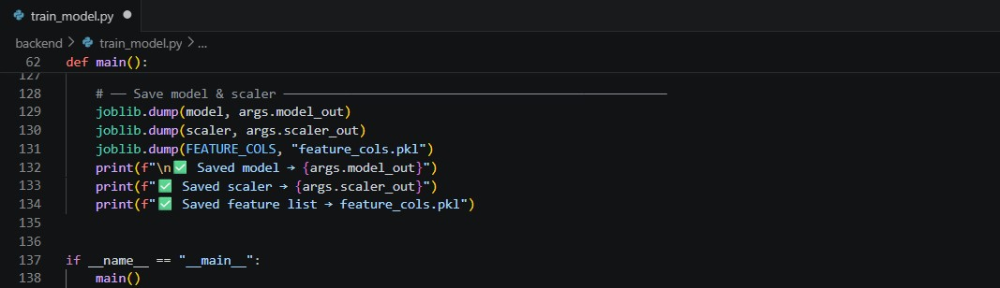 train_model.py ●
backend > train_model.py > ...
62 def main():
127
128 # —— Save model & scaler ——————————————————————————————
129 joblib.dump(model, args.model_out)
130 joblib.dump(scaler, args.scaler_out)
131 joblib.dump(FEATURE_COLS, "feature_cols.pkl")
132 print(f"\n✅ Saved model → {args.model_out}")
133 print(f"✅ Saved scaler → {args.scaler_out}")
134 print(f"✅ Saved feature list → feature_cols.pkl")
135
136
137 if __name__ == "__main__":
138 main()